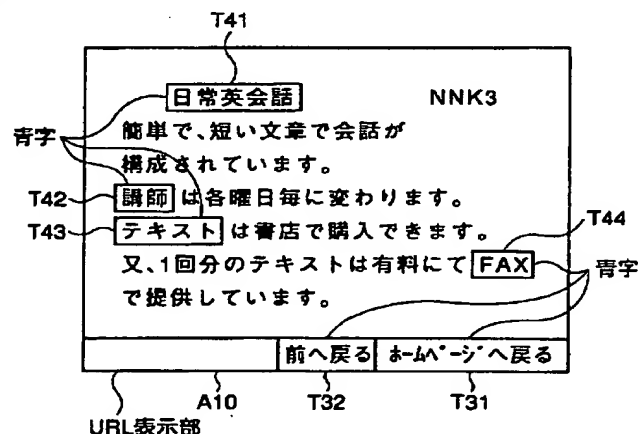 T41
日常英会話 NNK3
青字
簡単で、短い文章で会話が
構成されています。
T42 講師 は各曜日毎に変わります。
T43 テキスト は書店で購入できます。 T44
又、1回分のテキストは有料にて FAX 青字
で提供しています。
前へ戻る ホームページへ戻る
A10 T32 T31
URL表示部